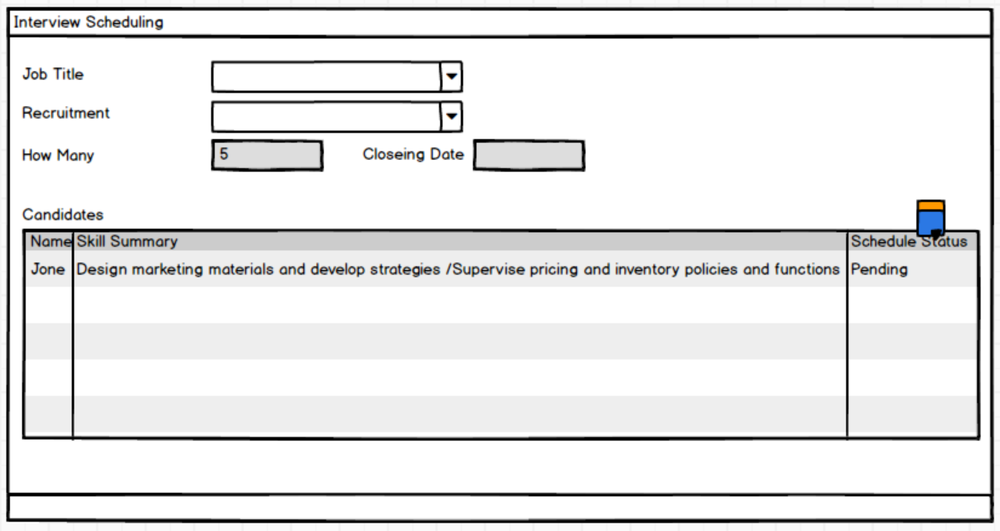 Interview Scheduling
Job Title
Recruitment
How Many 5 Closeing Date
Candidates
Name Skill Summary Schedule Status
Jone Design marketing materials and develop strategies /Supervise pricing and inventory policies and functions Pending